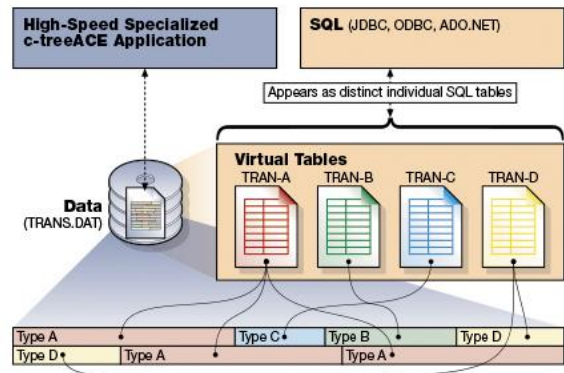 High-Speed Specialized
c-treeACE Application
SQL (JDBC, ODBC, ADO.NET)
Appears as distinct individual SQL tables
Virtual Tables
TRAN-A TRAN-B TRAN-C TRAN-D
Data
(TRANS.DAT)
Type A Type C Type B Type D
Type D Type A Type A